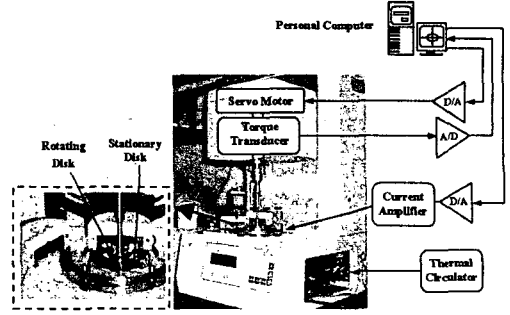 Personal Computer
Servo Motor
D/A
Torque
Transducer
A/D
Rotating
Disk
Stationary
Disk
Current
Amplifier
D/A
Thermal
Circulator